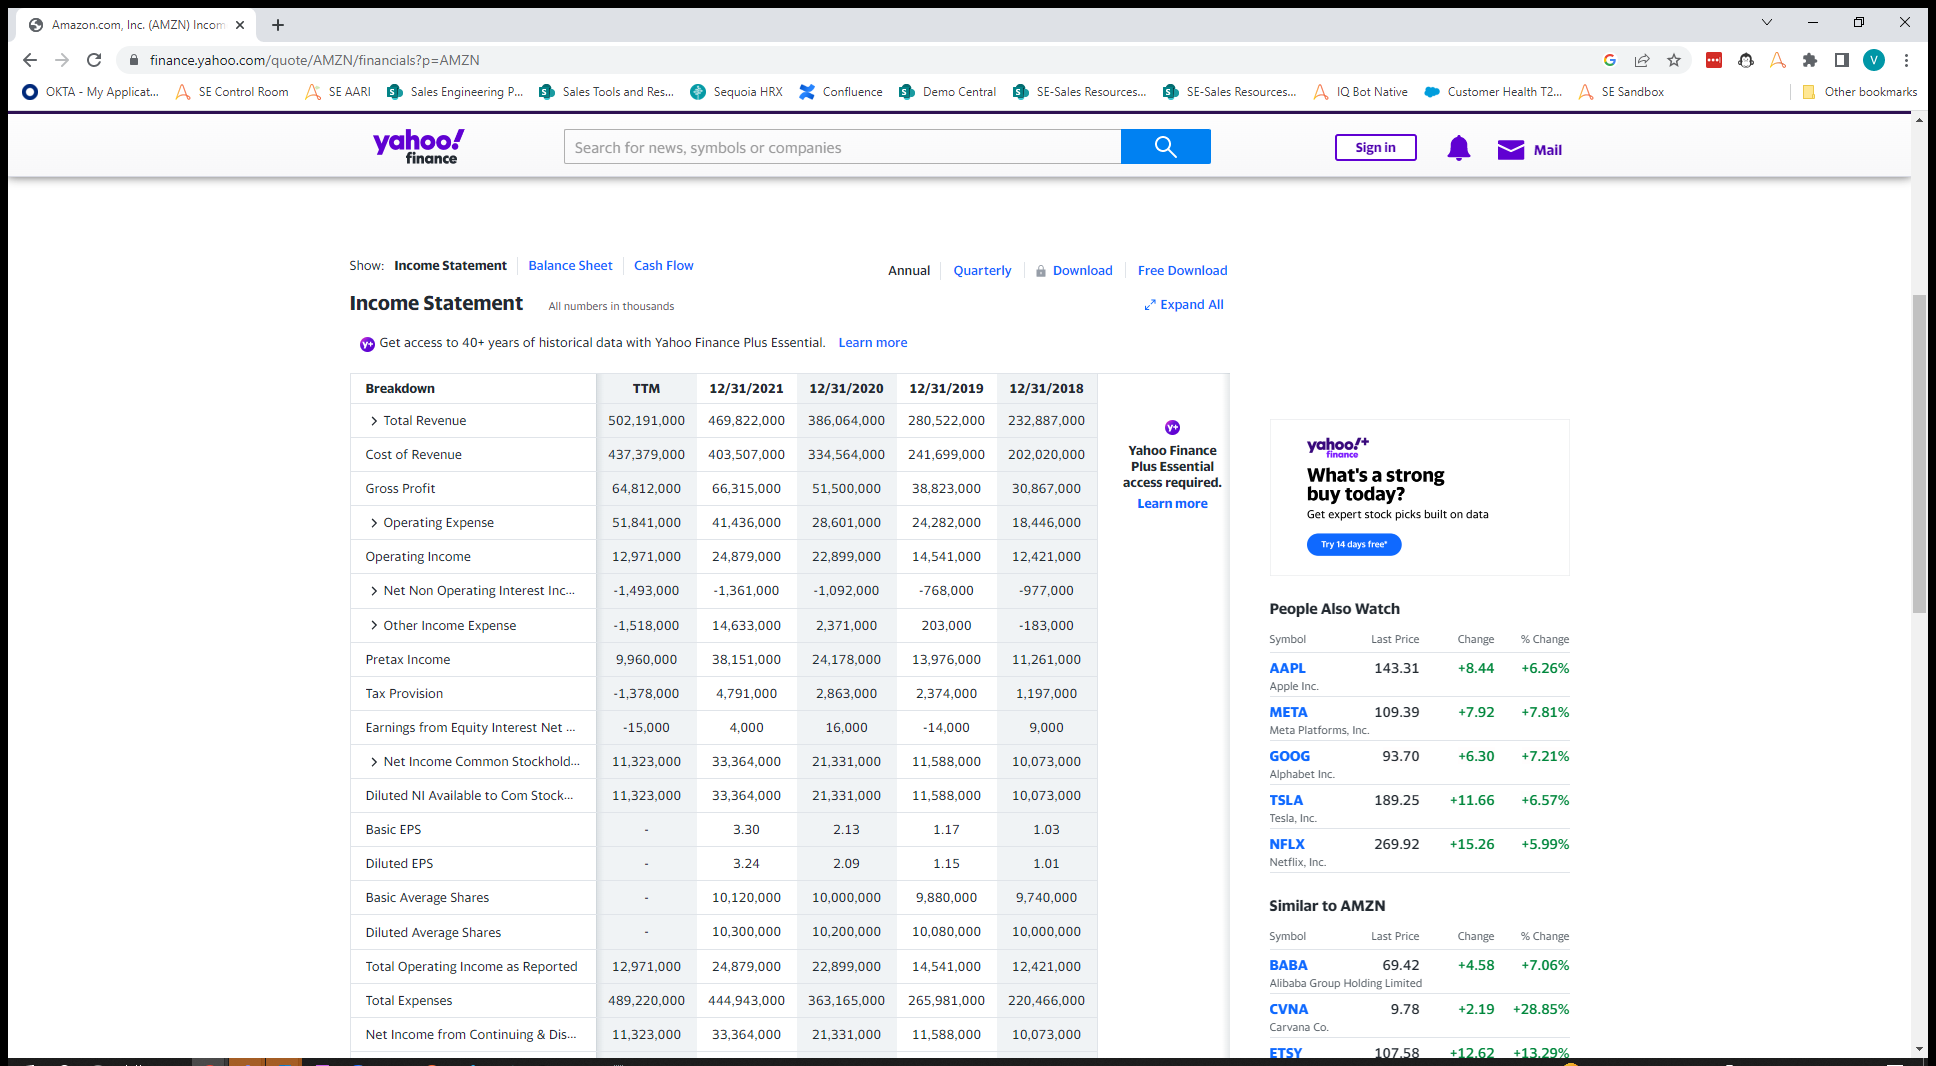 Amazon.com, Inc. (AMZN) Incom
finance.yahoo.com/quote/AMZN/financials?p=AMZN
V
OKTA - My Applicat... SE Control Room SE AARI Sales Engineering P... Sales Tools and Res... Sequoia HRX Confluence Demo Central SE-Sales Resources... SE-Sales Resources... IQ Bot Native Customer Health T2... SE Sandbox Other bookmarks
yahoo! finance
Search for news, symbols or companies
Sign in
Mail
Show: Income Statement Balance Sheet Cash Flow
Annual Quarterly Download Free Download
Income Statement All numbers in thousands
Expand All
Y+ Get access to 40+ years of historical data with Yahoo Finance Plus Essential. Learn more
Breakdown TTM 12/31/2021 12/31/2020 12/31/2019 12/31/2018
Total Revenue 502,191,000 469,822,000 386,064,000 280,522,000 232,887,000
Cost of Revenue 437,379,000 403,507,000 334,564,000 241,699,000 202,020,000
Gross Profit 64,812,000 66,315,000 51,500,000 38,823,000 30,867,000
Operating Expense 51,841,000 41,436,000 28,601,000 24,282,000 18,446,000
Operating Income 12,971,000 24,879,000 22,899,000 14,541,000 12,421,000
Net Non Operating Interest Inc... -1,493,000 -1,361,000 -1,092,000 -768,000 -977,000
Other Income Expense -1,518,000 14,633,000 2,371,000 203,000 -183,000
Pretax Income 9,960,000 38,151,000 24,178,000 13,976,000 11,261,000
Tax Provision -1,378,000 4,791,000 2,863,000 2,374,000 1,197,000
Earnings from Equity Interest Net ... -15,000 4,000 16,000 -14,000 9,000
Net Income Common Stockhold... 11,323,000 33,364,000 21,331,000 11,588,000 10,073,000
Diluted NI Available to Com Stock... 11,323,000 33,364,000 21,331,000 11,588,000 10,073,000
Basic EPS - 3.30 2.13 1.17 1.03
Diluted EPS - 3.24 2.09 1.15 1.01
Basic Average Shares - 10,120,000 10,000,000 9,880,000 9,740,000
Diluted Average Shares - 10,300,000 10,200,000 10,080,000 10,000,000
Total Operating Income as Reported 12,971,000 24,879,000 22,899,000 14,541,000 12,421,000
Total Expenses 489,220,000 444,943,000 363,165,000 265,981,000 220,466,000
Net Income from Continuing & Dis... 11,323,000 33,364,000 21,331,000 11,588,000 10,073,000
Y+
Yahoo Finance
Plus Essential
access required.
Learn more
yahoo!+
finance
What's a strong
buy today?
Get expert stock picks built on data
Try 14 days free*
People Also Watch
Symbol Last Price Change % Change
AAPL 143.31 +8.44 +6.26%
Apple Inc.
META 109.39 +7.92 +7.81%
Meta Platforms, Inc.
GOOG 93.70 +6.30 +7.21%
Alphabet Inc.
TSLA 189.25 +11.66 +6.57%
Tesla, Inc.
NFLX 269.92 +15.26 +5.99%
Netflix, Inc.
Similar to AMZN
Symbol Last Price Change % Change
BABA 69.42 +4.58 +7.06%
Alibaba Group Holding Limited
CVNA 9.78 +2.19 +28.85%
Carvana Co.
ETSY 107.58 +12.62 +13.29%